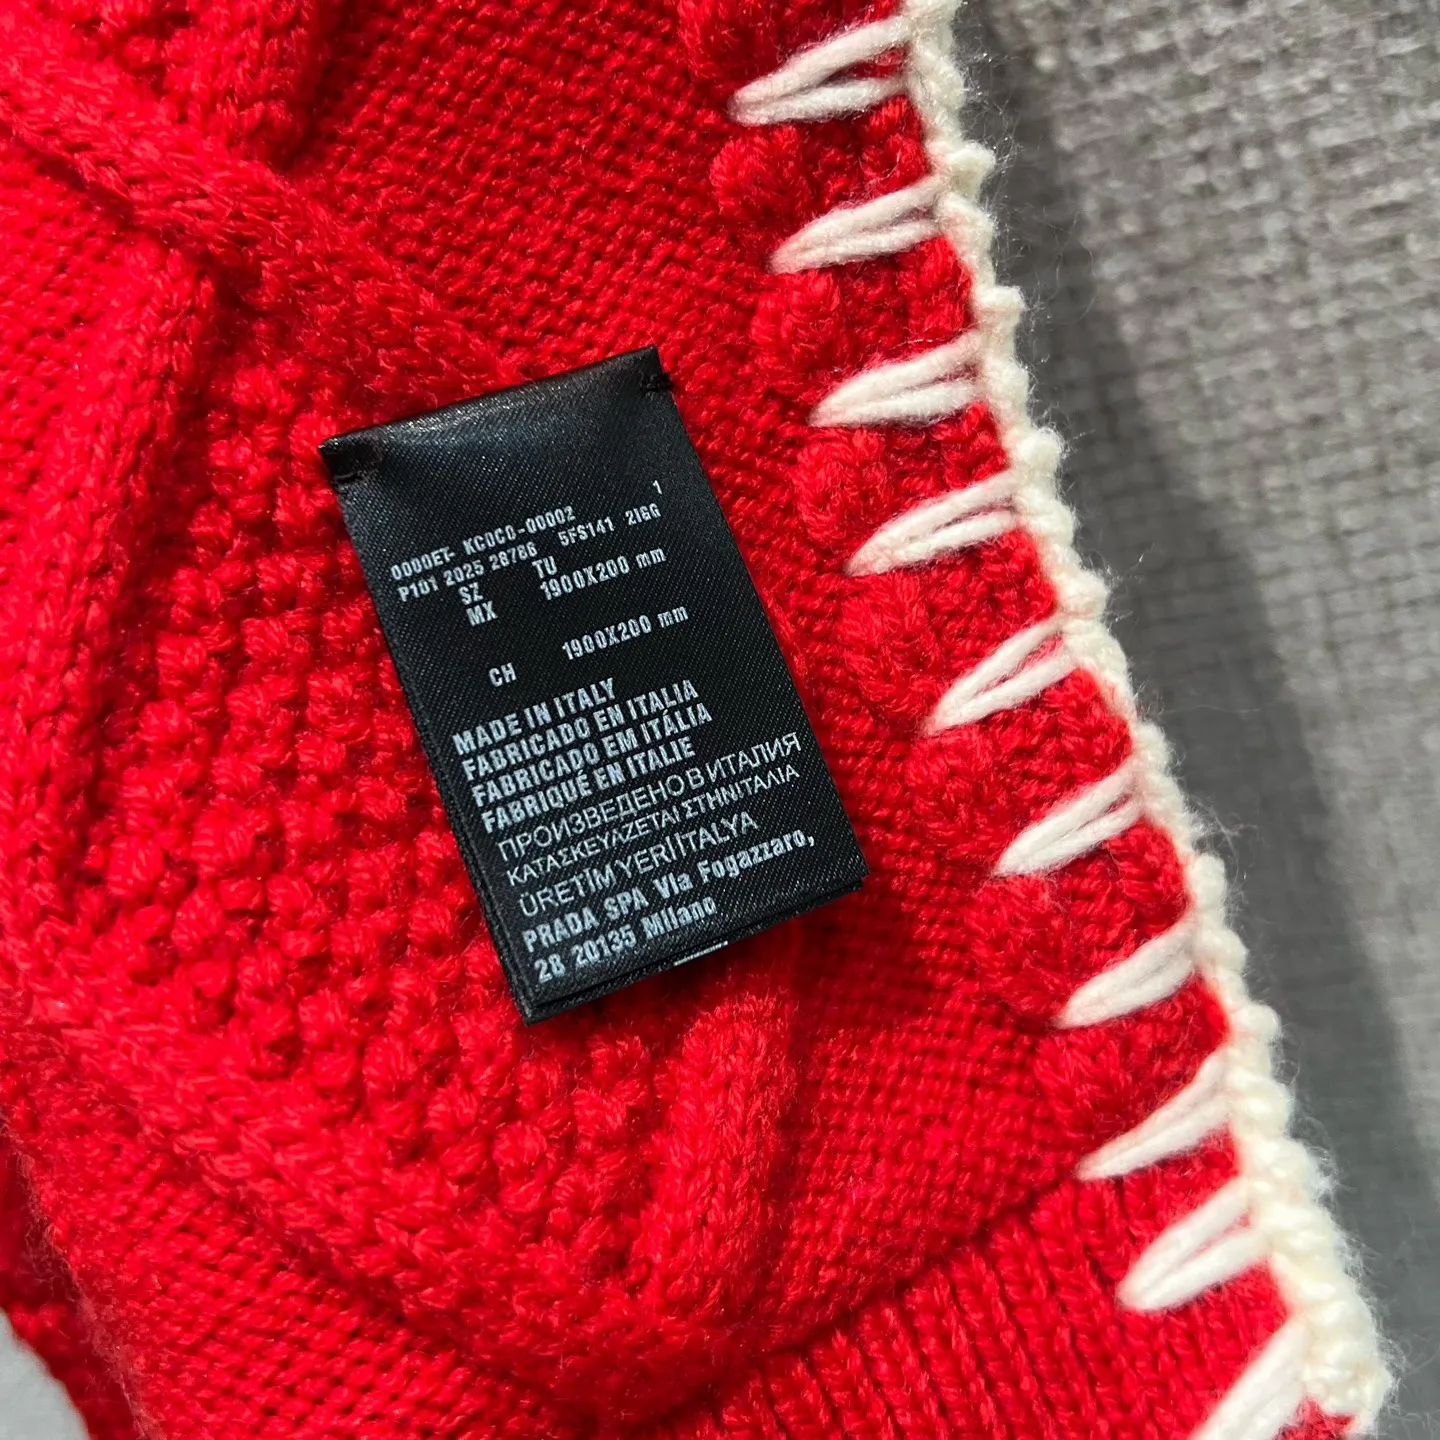 1
0000ET- KCOCO-00002
P1D1 2025 28786 5FS141 2IGG
SZ TU
MX 1900X200 mm
CH 1900X200 mm
MADE IN ITALY
FABRICADO EN ITALIA
FABRICADO EM ITÁLIA
FABRIQUÉ EN ITALIE
ПРОИЗВЕДЕНО В ИТАЛИЯ
ΚΑΤΑΣΚΕΥΑΖΕΤΑΙ ΣΤΗΝ ΙΤΑΛΙΑ
ÜRETİM YERİ İTALYA
PRADA SPA Via Fogazzaro,
28 20135 Milano